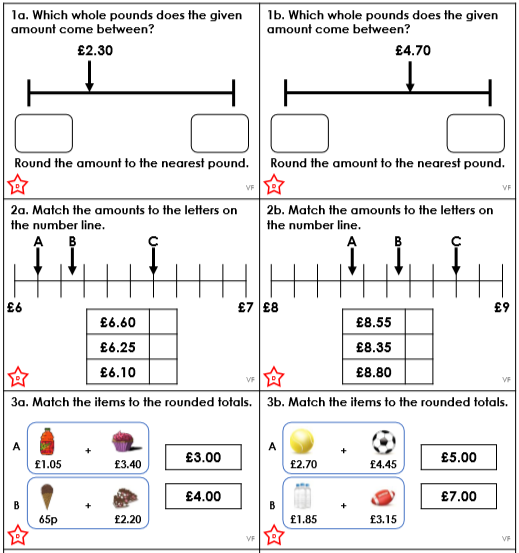 1a. Which whole pounds does the given
amount come between?
£2.30
Round the amount to the nearest pound.
D
VF
1b. Which whole pounds does the given
amount come between?
£4.70
Round the amount to the nearest pound.
D
VF
2a. Match the amounts to the letters on
the number line.
A B C
£6 £7
£6.60
£6.25
£6.10
D
VF
2b. Match the amounts to the letters on
the number line.
A B C
£8 £9
£8.55
£8.35
£8.80
D
VF
3a. Match the items to the rounded totals.
A + £3.00
£1.05 £3.40
B + £4.00
65p £2.20
D
VF
3b. Match the items to the rounded totals.
A + £5.00
£2.70 £4.45
B + £7.00
£1.85 £3.15
D
VF